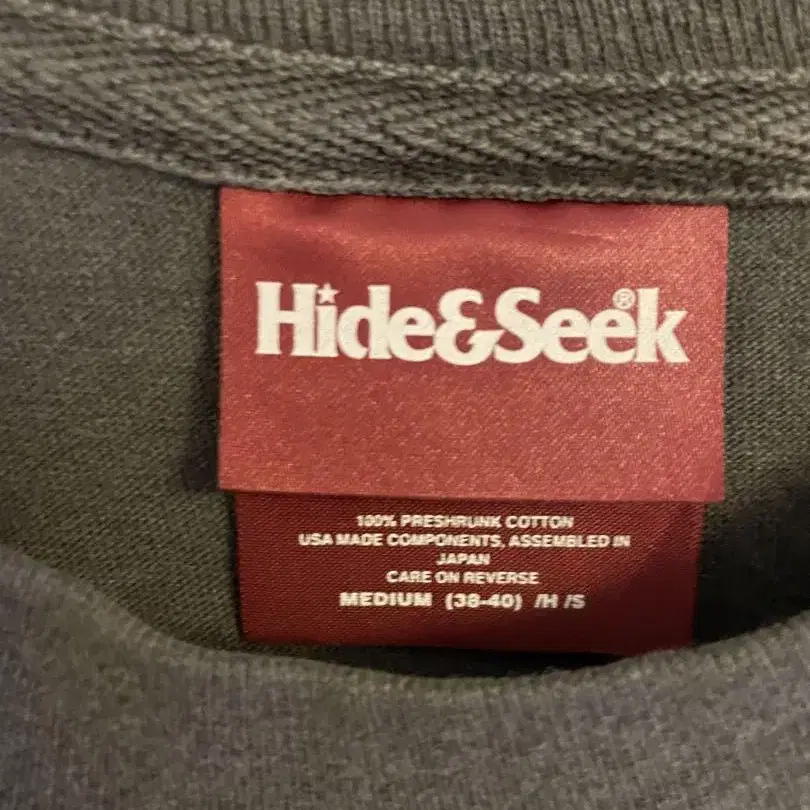 Hide&Seek®
100% PRESHRUNK COTTON
USA MADE COMPONENTS, ASSEMBLED IN
JAPAN
CARE ON REVERSE
MEDIUM (38-40) /H /S